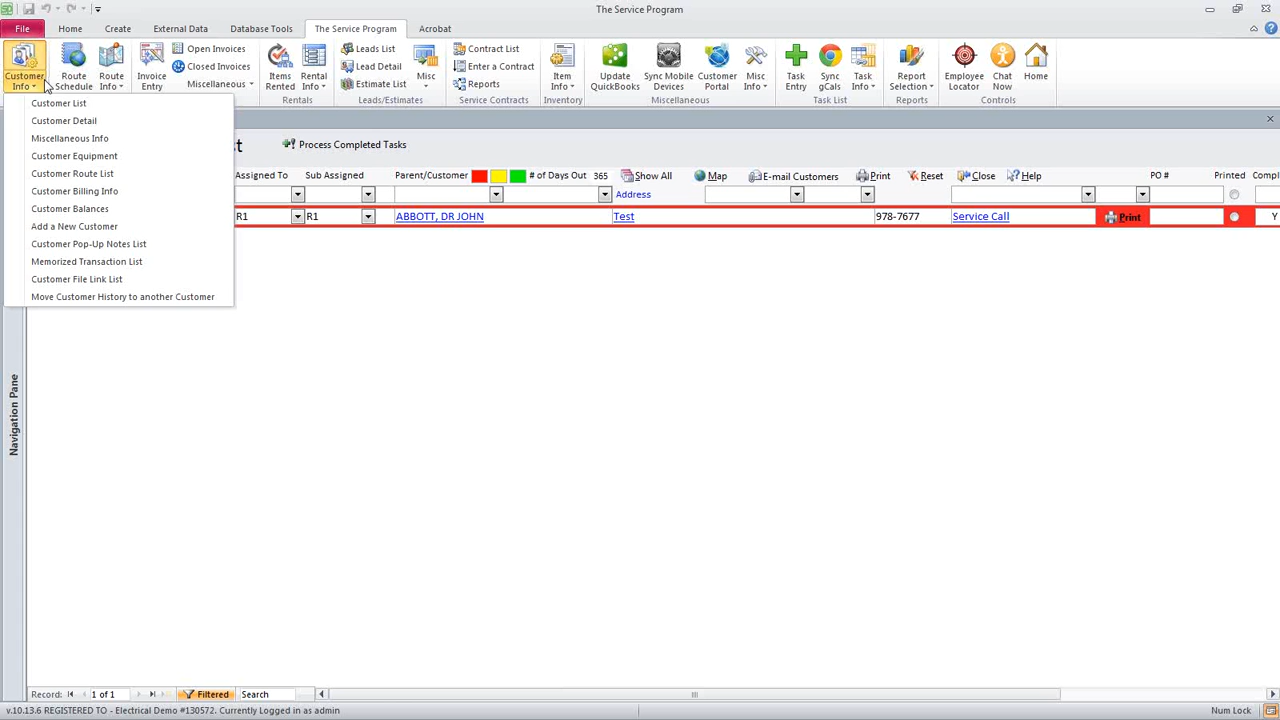 The Service Program
File Home Create External Data Database Tools The Service Program Acrobat
Customer Info
Route Schedule
Route Info
Invoice Entry
Open Invoices
Closed Invoices
Miscellaneous
Items Rented
Rental Info
Rentals
Leads List
Lead Detail
Estimate List
Misc
Leads/Estimates
Contract List
Enter a Contract
Reports
Service Contracts
Item Info
Inventory
Update QuickBooks
Sync Mobile Devices
Customer Portal
Misc Info
Miscellaneous
Task Entry
Sync gCals
Task Info
Task List
Report Selection
Reports
Employee Locator
Chat Now
Home
Controls
Customer List
Customer Detail
Miscellaneous Info
Customer Equipment
Customer Route List
Customer Billing Info
Customer Balances
Add a New Customer
Customer Pop-Up Notes List
Memorized Transaction List
Customer File Link List
Move Customer History to another Customer
st Process Completed Tasks
Assigned To Sub Assigned Parent/Customer # of Days Out 365 Show All Map E-mail Customers Print Reset Close Help PO # Printed Compl
Address
R1 R1 ABBOTT, DR JOHN Test 978-7677 Service Call Print Y
Navigation Pane
Record: 1 of 1 Filtered Search
v.10.13.6 REGISTERED TO - Electrical Demo #130572. Currently Logged in as admin Num Lock